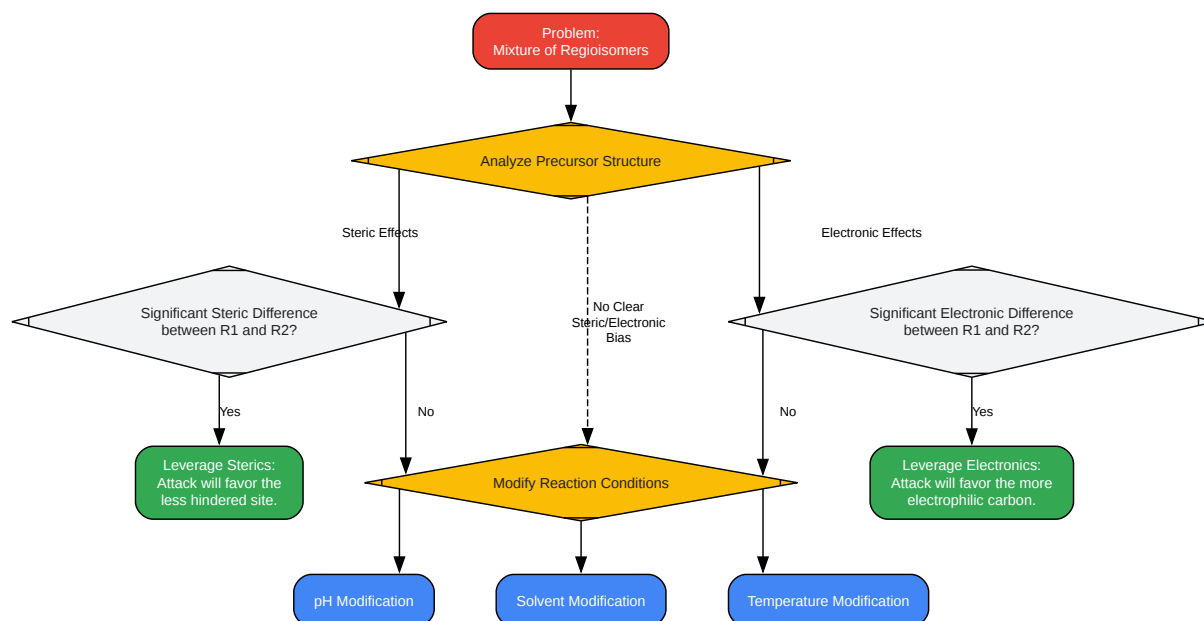 Problem:
Mixture of Regioisomers
Analyze Precursor Structure
Steric Effects
Electronic Effects
No Clear
Steric/Electronic
Bias
Significant Steric Difference
between R1 and R2?
Significant Electronic Difference
between R1 and R2?
Yes
No
No
Yes
Leverage Sterics:
Attack will favor the
less hindered site.
Modify Reaction Conditions
Leverage Electronics:
Attack will favor the more
electrophilic carbon.
pH Modification
Solvent Modification
Temperature Modification